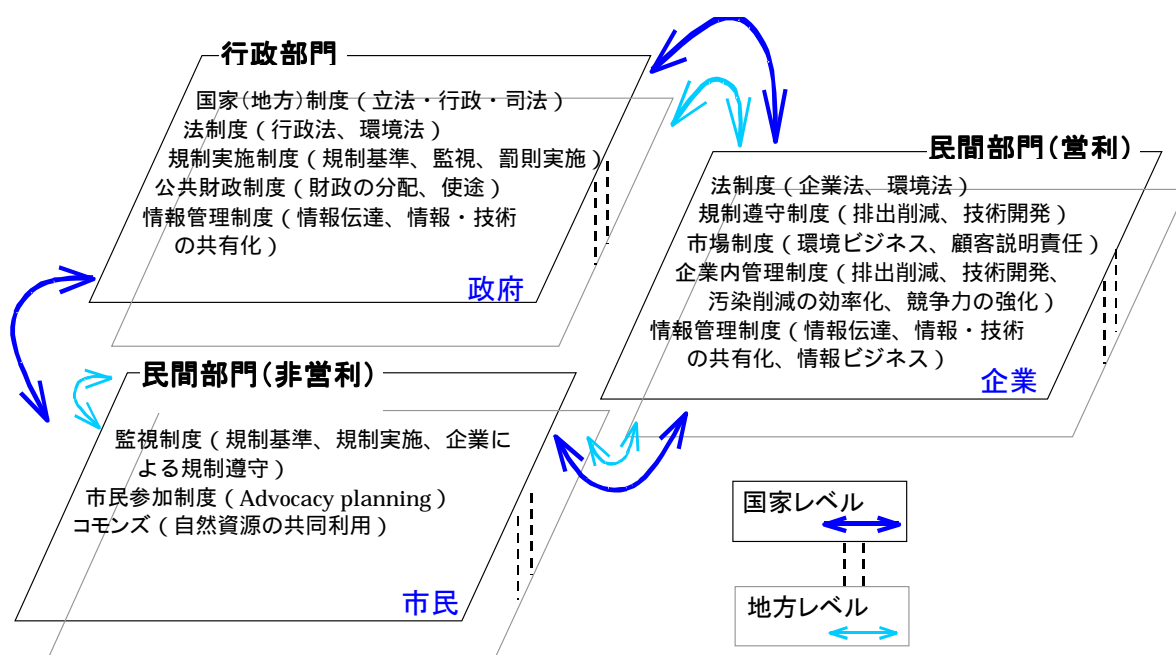 行政部門
国家(地方)制度(立法・行政・司法)
法制度(行政法、環境法)
規制実施制度(規制基準、監視、罰則実施)
公共財政制度(財政の分配、使途)
情報管理制度(情報伝達、情報・技術
の共有化)
政府
民間部門(営利)
法制度(企業法、環境法)
規制遵守制度(排出削減、技術開発)
市場制度(環境ビジネス、顧客説明責任)
企業内管理制度(排出削減、技術開発、
汚染削減の効率化、競争力の強化)
情報管理制度(情報伝達、情報・技術
の共有化、情報ビジネス)
企業
民間部門(非営利)
監視制度(規制基準、規制実施、企業に
よる規制遵守)
市民参加制度(Advocacy planning)
コモンズ(自然資源の共同利用)
市民
国家レベル
地方レベル